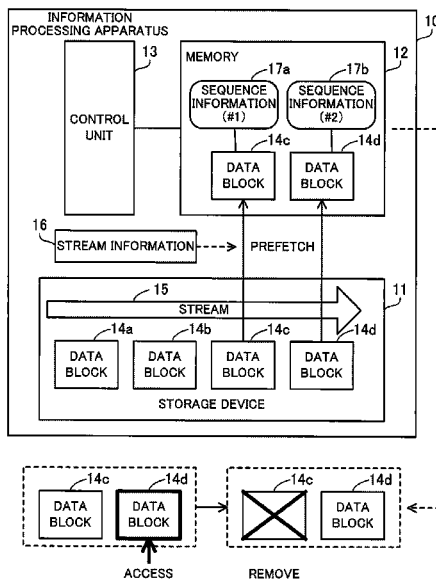 INFORMATION
PROCESSING APPARATUS
10
13
CONTROL
UNIT
12
MEMORY
17a
17b
SEQUENCE
INFORMATION
(#1)
SEQUENCE
INFORMATION
(#2)
14c
14d
DATA
BLOCK
DATA
BLOCK
16
STREAM INFORMATION
PREFETCH
11
15
STREAM
14a
14b
14c
14d
DATA
BLOCK
DATA
BLOCK
DATA
BLOCK
DATA
BLOCK
STORAGE DEVICE
14c
14d
14c
14d
DATA
BLOCK
DATA
BLOCK
DATA
BLOCK
ACCESS
REMOVE